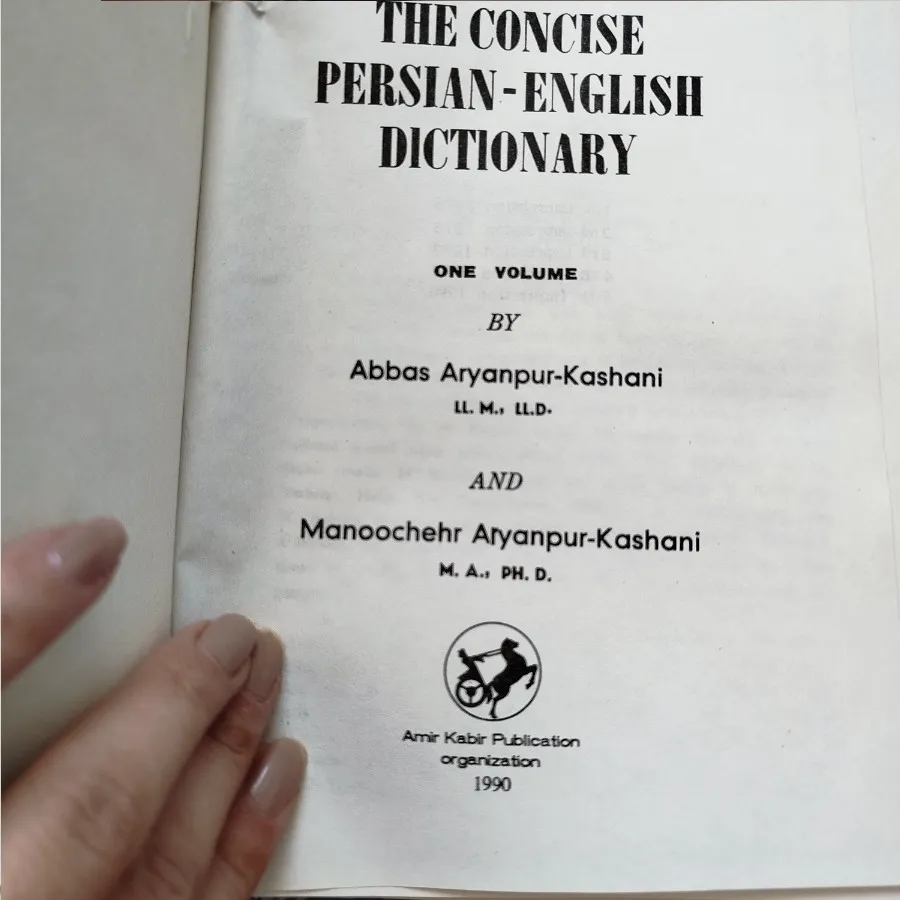 THE CONCISE
PERSIAN-ENGLISH
DICTIONARY
ONE VOLUME
BY
Abbas Aryanpur-Kashani
LL. M., LL.D.
AND
Manoochehr Aryanpur-Kashani
M. A., PH. D.
Amir Kabir Publication
organization
1990